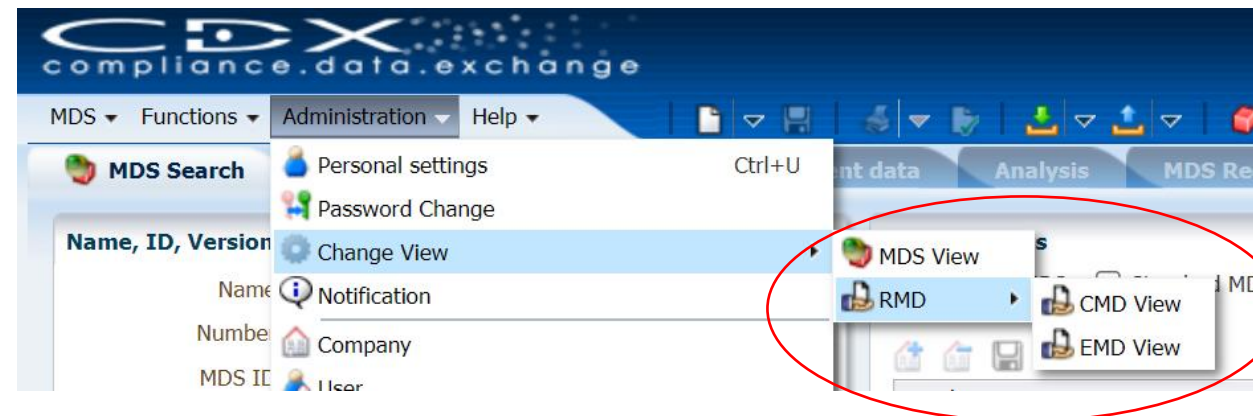 CDX
compliance.data.exchange
MDS Functions Administration Help
MDS Search
nt data
Analysis
MDS Re
Personal settings Ctrl+U
Password Change
Change View
Notification
Company
User
Name, ID, Version
Name
Number
MDS ID
MDS View
RMD
CMD View
EMD View
s
d MD